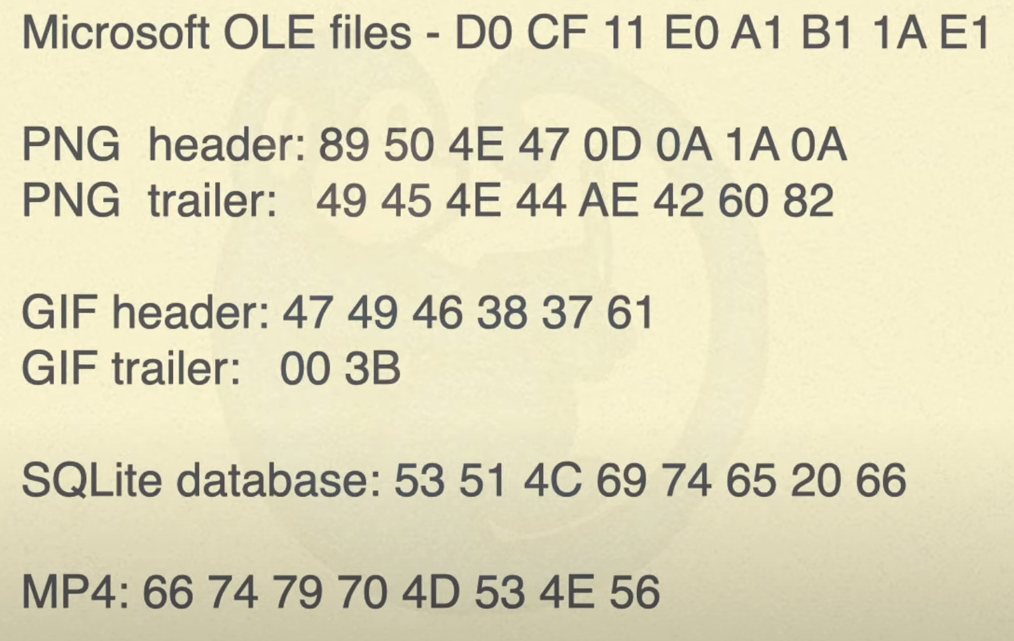 Microsoft OLE files - D0 CF 11 E0 A1 B1 1A E1
PNG header: 89 50 4E 47 0D 0A 1A 0A
PNG trailer: 49 45 4E 44 AE 42 60 82
GIF header: 47 49 46 38 37 61
GIF trailer: 00 3B
SQLite database: 53 51 4C 69 74 65 20 66
MP4: 66 74 79 70 4D 53 4E 56